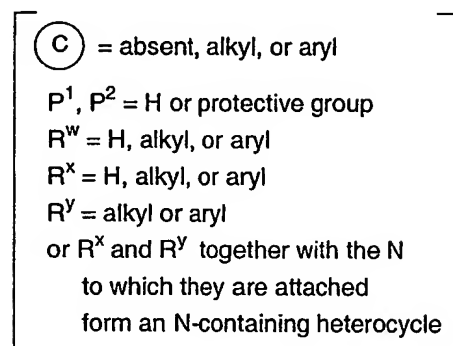 C = absent, alkyl, or aryl
P¹, P² = H or protective group
Rʷ = H, alkyl, or aryl
Rˣ = H, alkyl, or aryl
Rʸ = alkyl or aryl
or Rˣ and Rʸ together with the N
to which they are attached
form an N-containing heterocycle